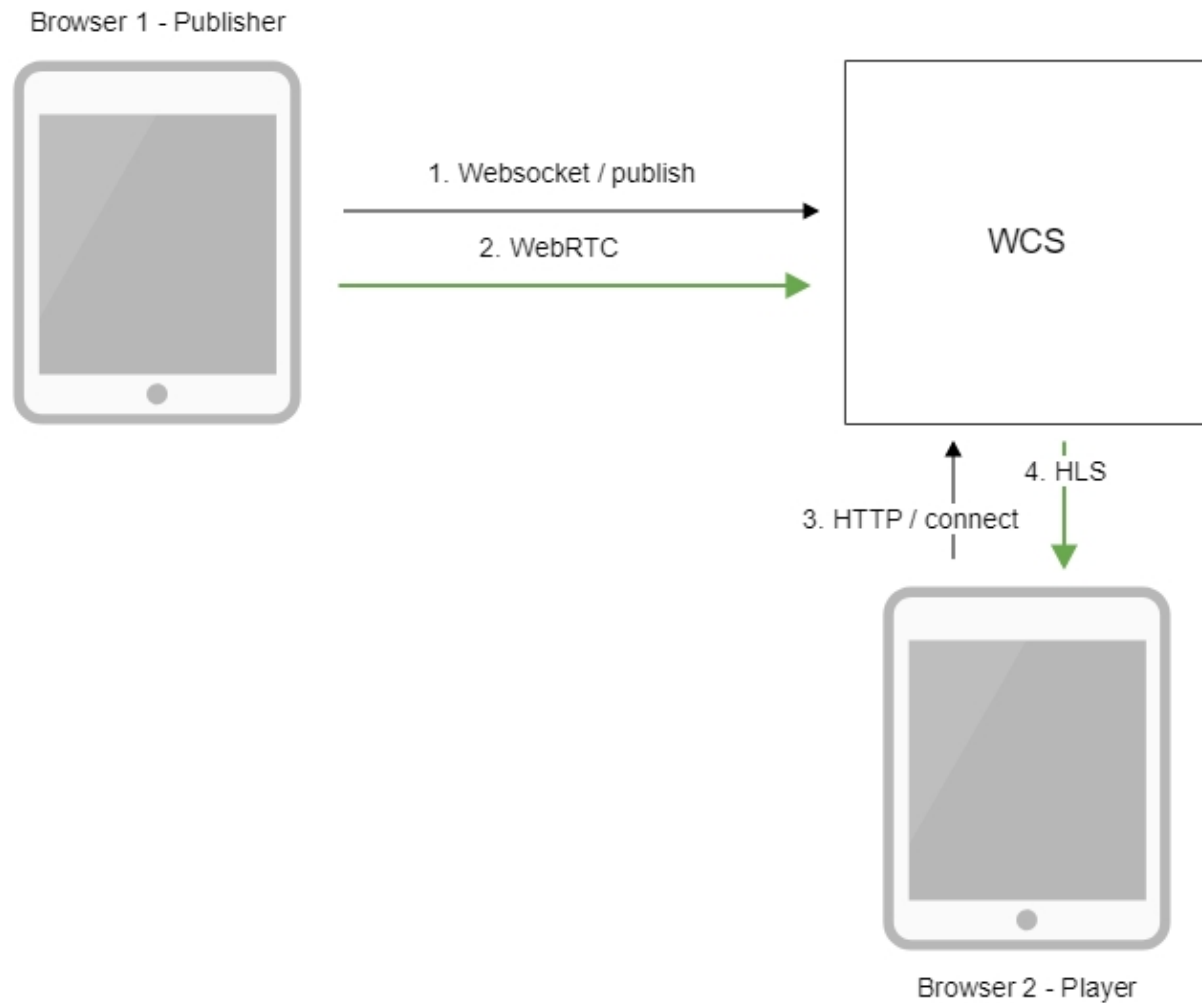 Browser 1 - Publisher
1. Websocket / publish
2. WebRTC
WCS
4. HLS
3. HTTP / connect
Browser 2 - Player